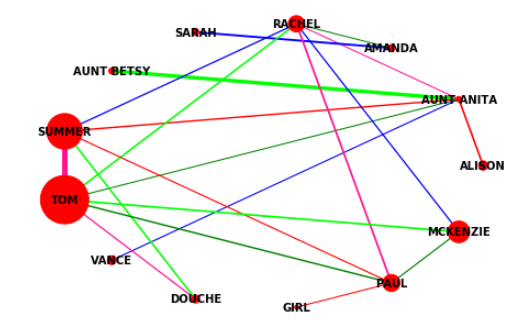 RACHEL
SARAH
AMANDA
AUNT BETSY
AUNT ANITA
SUMMER
ALISON
TOM
MCKENZIE
VANCE
PAUL
DOUCHE
GIRL